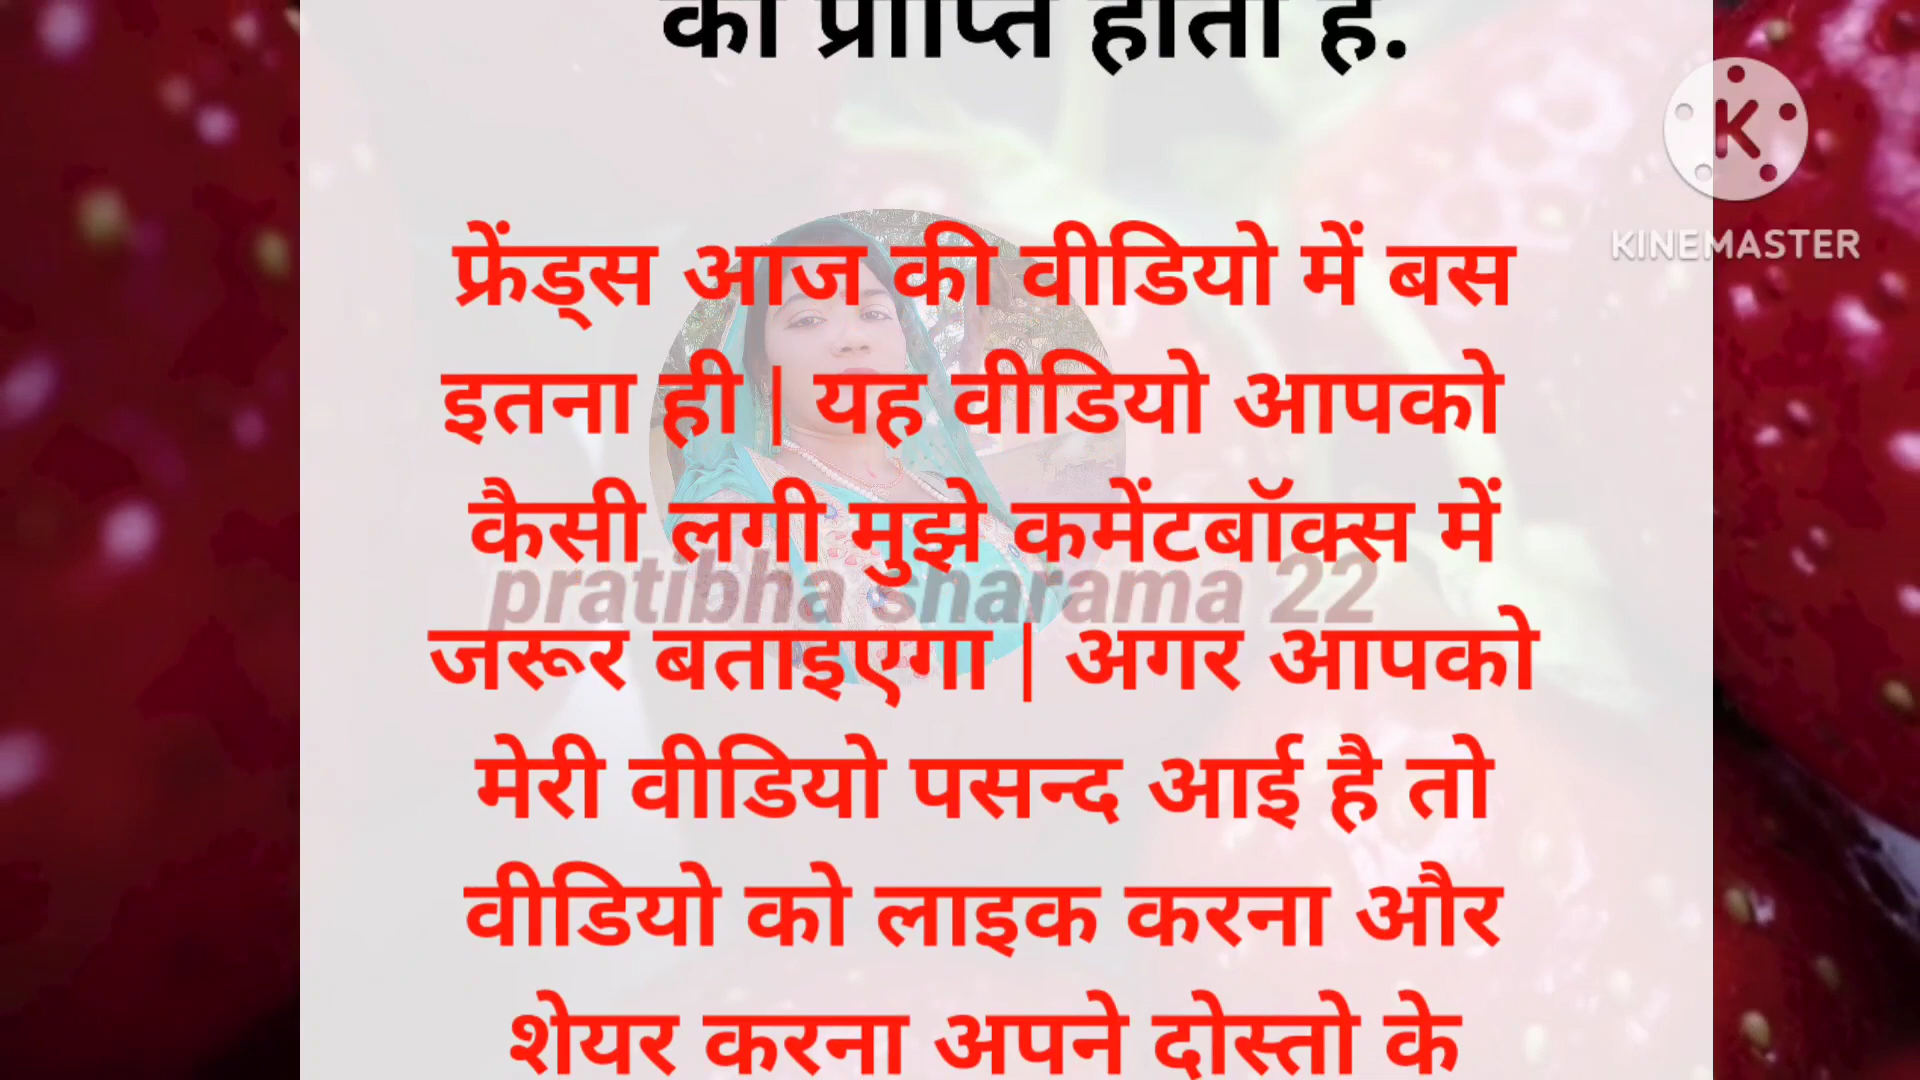 की प्राप्ति होती है.
KINEMASTER
फ्रेंड्स आज की वीडियो में बस
इतना ही | यह वीडियो आपको
कैसी लगी मुझे कमेंटबॉक्स में
pratibha sharama 22
जरूर बताइएगा | अगर आपको
मेरी वीडियो पसन्द आई है तो
वीडियो को लाइक करना और
शेयर करना अपने दोस्तो के